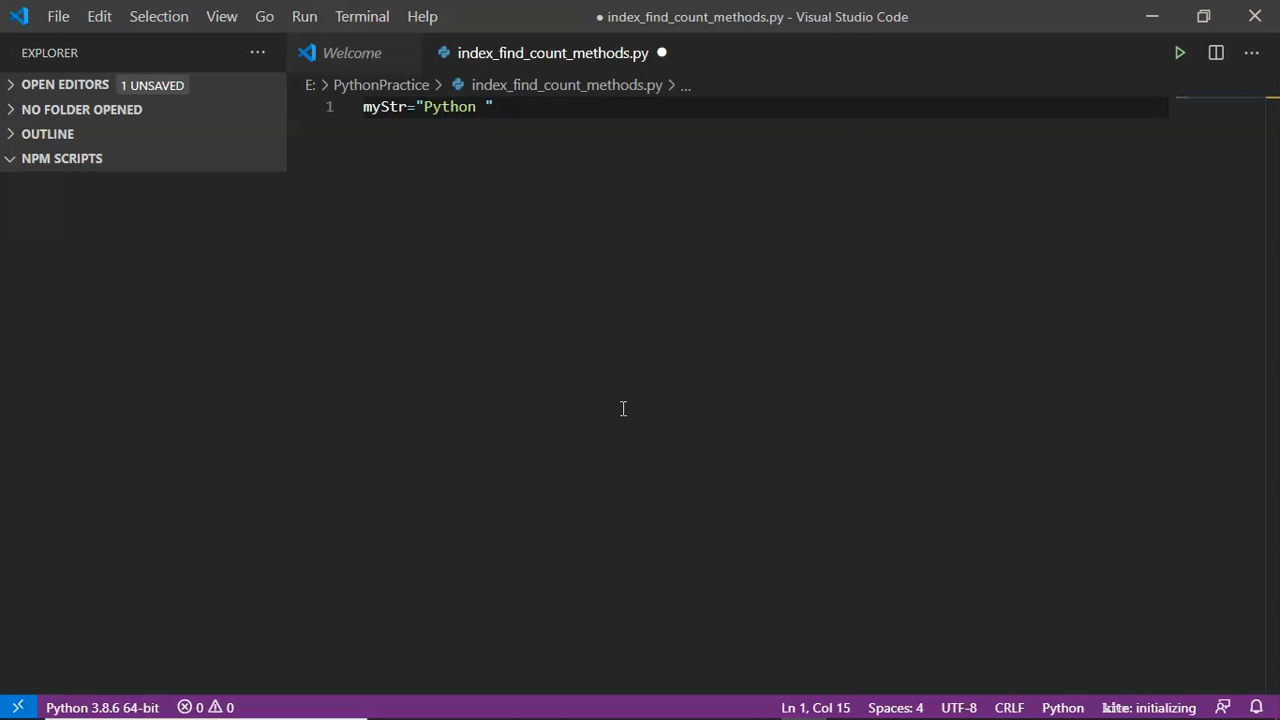 File Edit Selection View Go Run Terminal Help
● index_find_count_methods.py - Visual Studio Code
EXPLORER
OPEN EDITORS 1 UNSAVED
NO FOLDER OPENED
OUTLINE
NPM SCRIPTS
Welcome index_find_count_methods.py
E: > PythonPractice > index_find_count_methods.py > ...
1 myStr="Python "
Python 3.8.6 64-bit 0 0 Ln 1, Col 15 Spaces: 4 UTF-8 CRLF Python kite: initializing